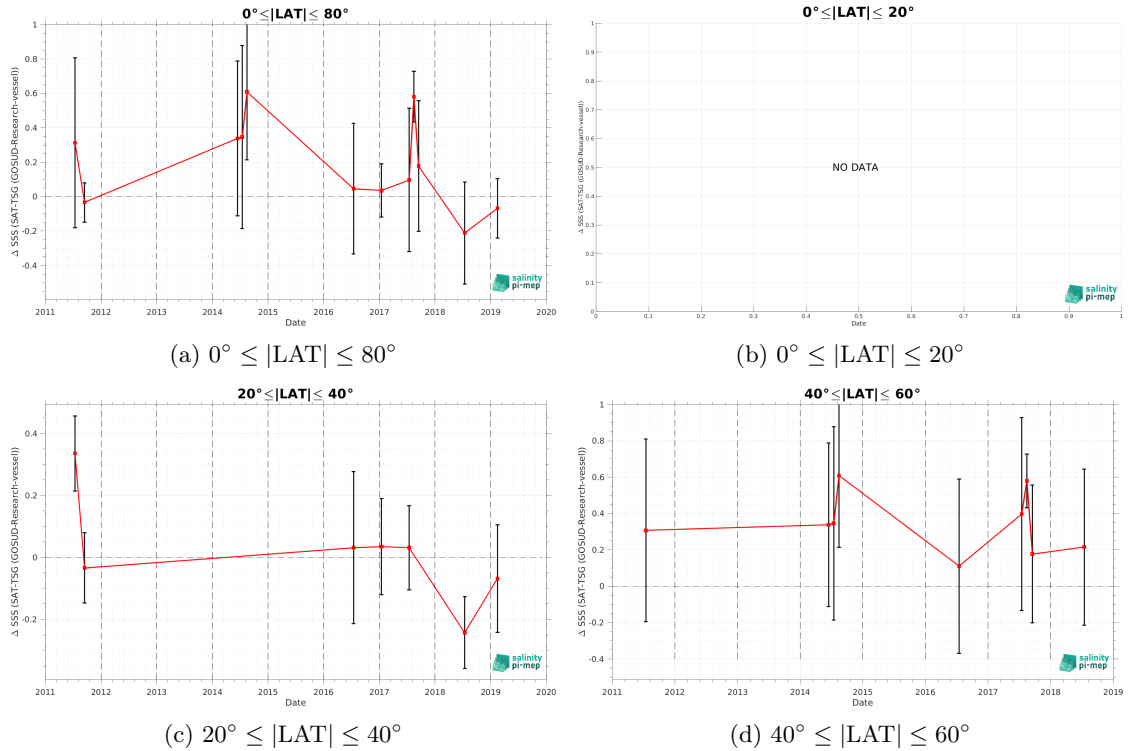 0°≤|LAT|≤ 80°
Δ SSS (SAT-TSG (GOSUD-Research-vessel))
1
0.8
0.6
0.4
0.2
0
-0.2
-0.4
2011 2012 2013 2014 2015 2016 2017 2018 2019 2020
Date
salinity
pi-mep
(a) 0° ≤ |LAT| ≤ 80°
0°≤|LAT|≤ 20°
Δ SSS (SAT-TSG (GOSUD-Research-vessel))
1
0.9
0.8
0.7
0.6
0.5
0.4
0.3
0.2
0.1
0
NO DATA
0 0.1 0.2 0.3 0.4 0.5 0.6 0.7 0.8 0.9 1
Date
salinity
pi-mep
(b) 0° ≤ |LAT| ≤ 20°
20°≤|LAT|≤ 40°
Δ SSS (SAT-TSG (GOSUD-Research-vessel))
0.4
0.2
0
-0.2
2011 2012 2013 2014 2015 2016 2017 2018 2019 2020
Date
salinity
pi-mep
(c) 20° ≤ |LAT| ≤ 40°
40°≤|LAT|≤ 60°
Δ SSS (SAT-TSG (GOSUD-Research-vessel))
1
0.8
0.6
0.4
0.2
0
-0.2
-0.4
2011 2012 2013 2014 2015 2016 2017 2018 2019
Date
salinity
pi-mep
(d) 40° ≤ |LAT| ≤ 60°